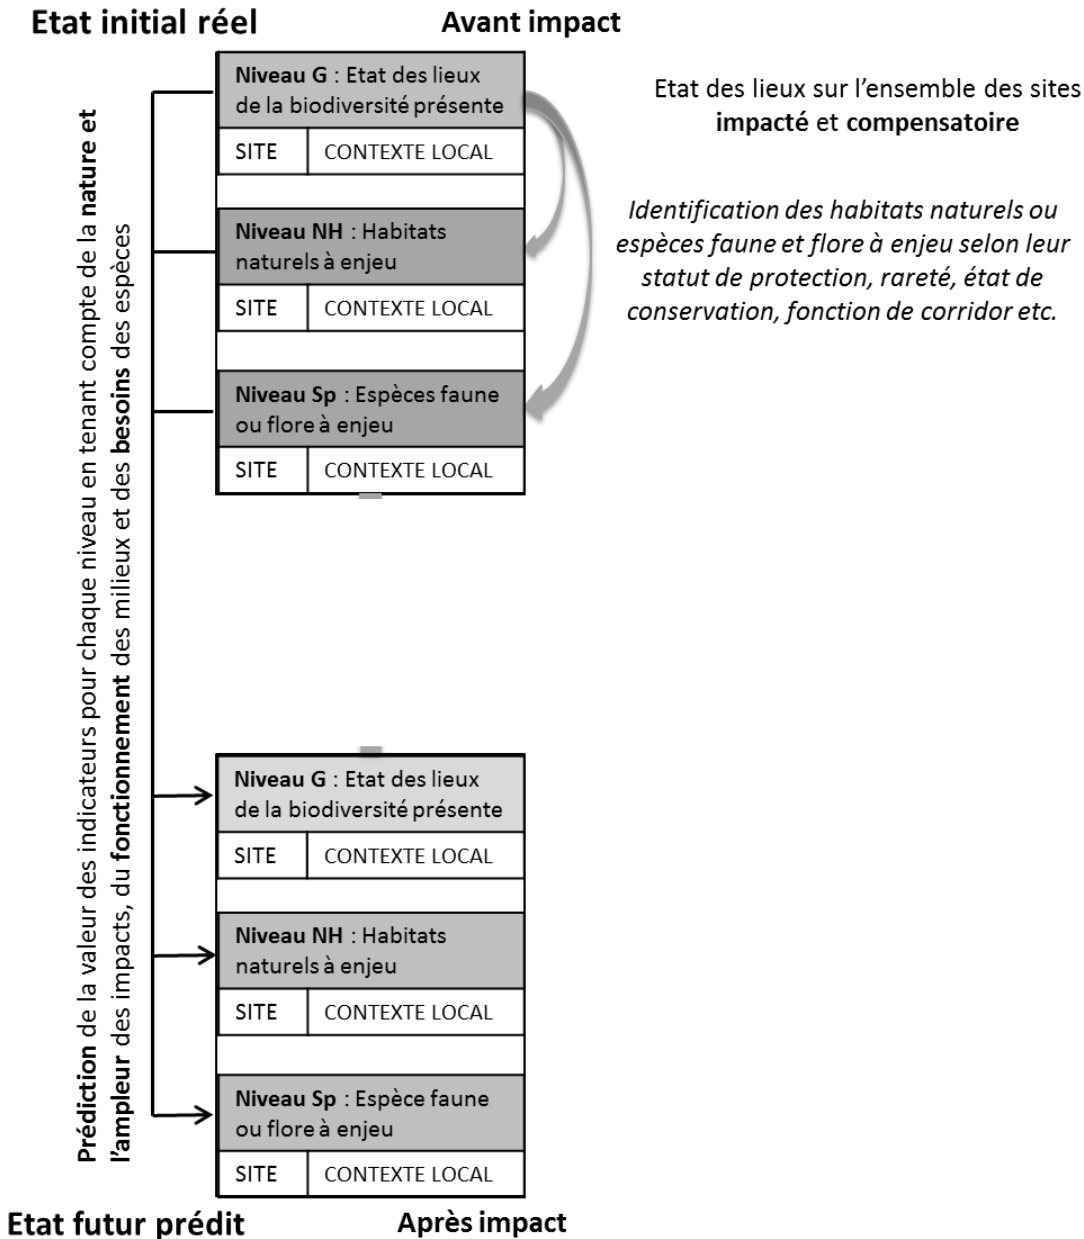 Etat initial réel
Avant impact
Niveau G : Etat des lieux
de la biodiversité présente
SITE
CONTEXTE LOCAL
Etat des lieux sur l’ensemble des sites
impacté et compensatoire
Niveau NH : Habitats
naturels à enjeu
SITE
CONTEXTE LOCAL
Identification des habitats naturels ou
espèces faune et flore à enjeu selon leur
statut de protection, rareté, état de
conservation, fonction de corridor etc.
Niveau Sp : Espèces faune
ou flore à enjeu
SITE
CONTEXTE LOCAL
Prédiction de la valeur des indicateurs pour chaque niveau en tenant compte de la nature et
l’ampleur des impacts, du fonctionnement des milieux et des besoins des espèces
Niveau G : Etat des lieux
de la biodiversité présente
SITE
CONTEXTE LOCAL
Niveau NH : Habitats
naturels à enjeu
SITE
CONTEXTE LOCAL
Niveau Sp : Espèce faune
ou flore à enjeu
SITE
CONTEXTE LOCAL
Etat futur prédit
Après impact